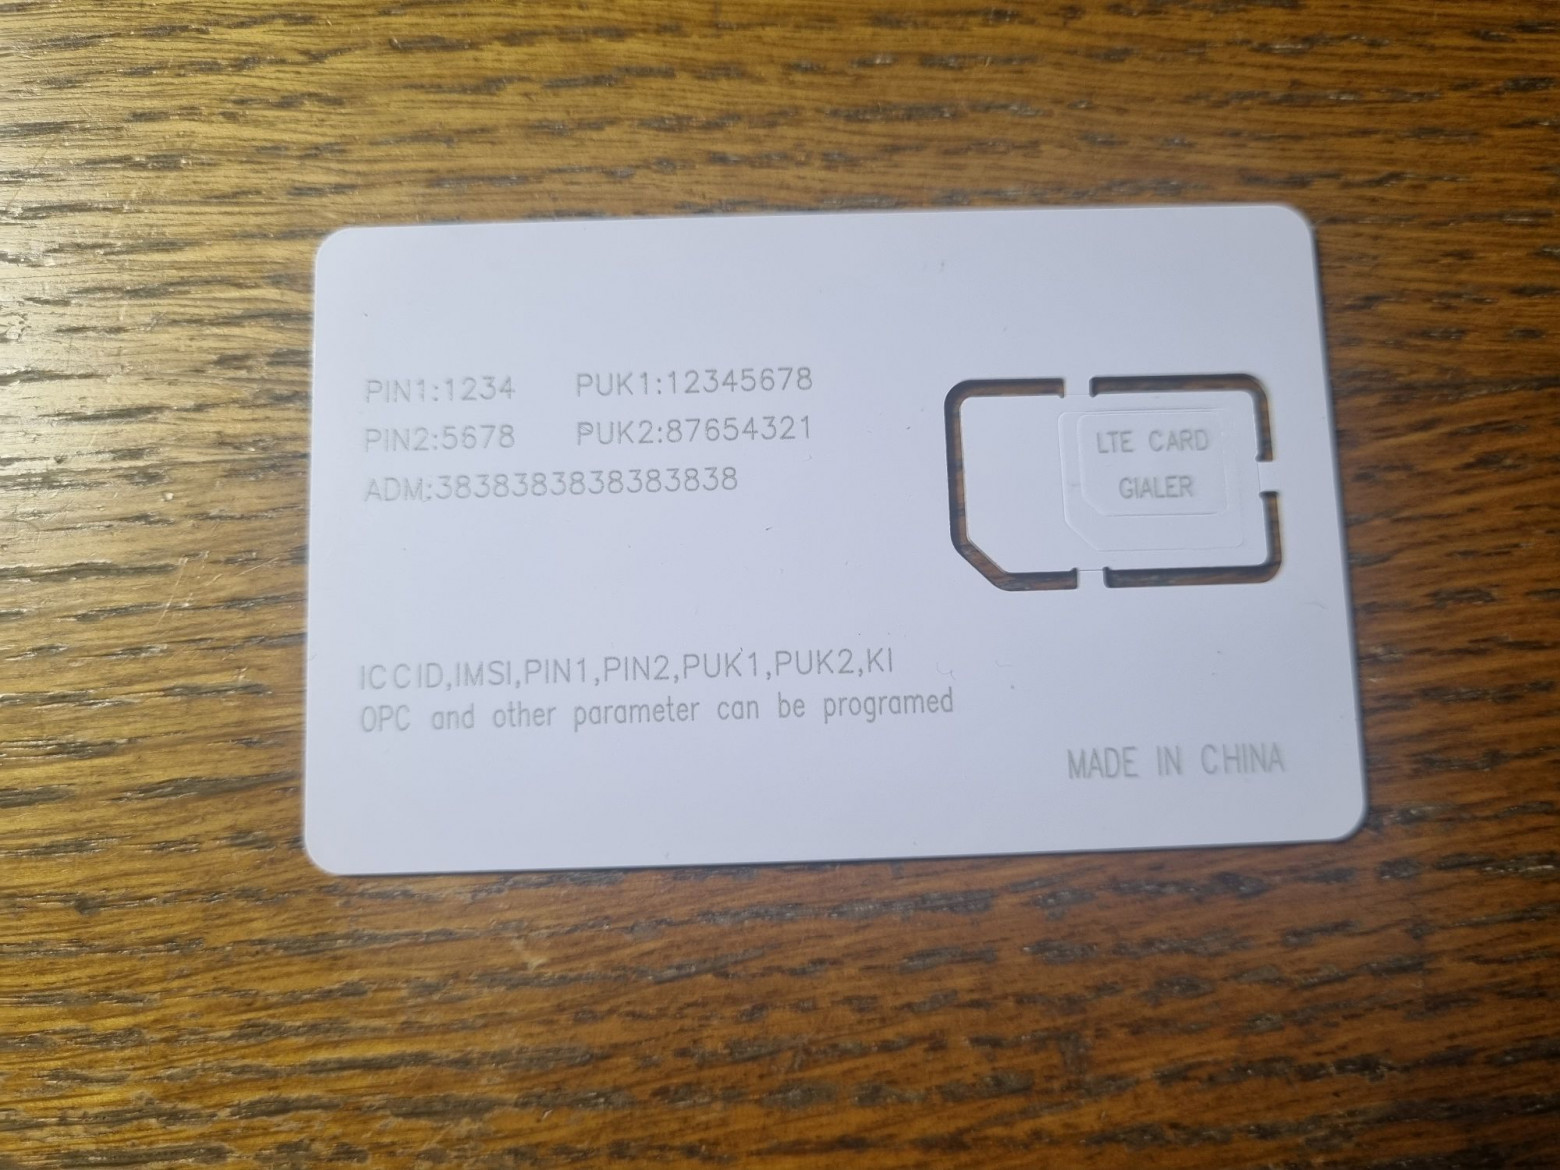 PIN1:1234 PUK1:12345678
PIN2:5678 PUK2:87654321
ADM:3838383838383838
LTE CARD
GIALER
ICCID,IMSI,PIN1,PIN2,PUK1,PUK2,KI
OPC and other parameter can be programed
MADE IN CHINA